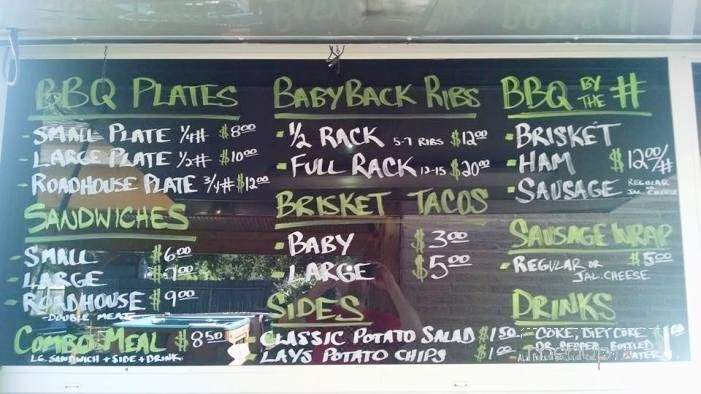 BBQ PLATES
- SMALL PLATE 1/4# $8.00
- LARGE PLATE 1/2# $10.00
- ROADHOUSE PLATE 3/4# $12.00
SANDWICHES
- SMALL $6.00
- LARGE $7.00
- ROADHOUSE $9.00
- DOUBLE MEAT
COMBO MEAL $8.50
LG. SANDWICH + SIDE + DRINK
BABYBACK RIBS
- 1/2 RACK 5-7 RIBS $12.00
- FULL RACK 12-15 $20.00
BRISKET TACOS
- BABY $3.00
- LARGE $5.00
SIDES
- CLASSIC POTATO SALAD $1.50
- LAYS POTATO CHIPS $1.00
BBQ BY THE #
- BRISKET
- HAM $12.00/#
- SAUSAGE REGULAR
JAL. CHEESE
SAUSAGE WRAP
- REGULAR OR $5.00
JAL. CHEESE
DRINKS
- COKE, DIET COKE
DR. PEPPER, BOTTLED
WATER